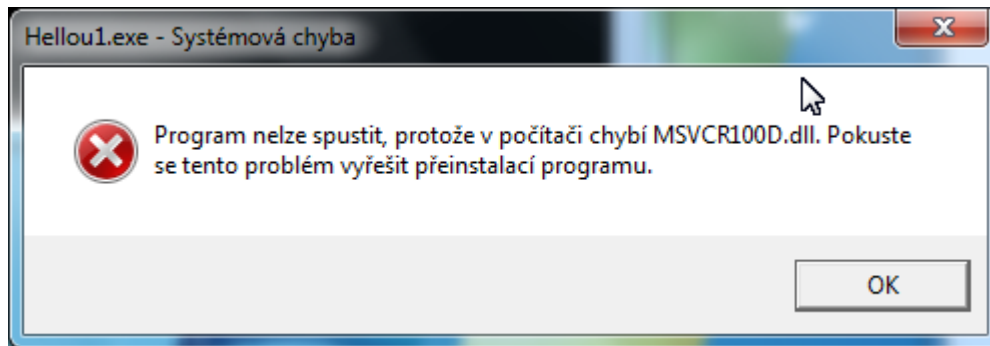 Hellou1.exe - Systémová chyba
Program nelze spustit, protože v počítači chybí MSVCR100D.dll. Pokuste
se tento problém vyřešit přeinstalací programu.
OK